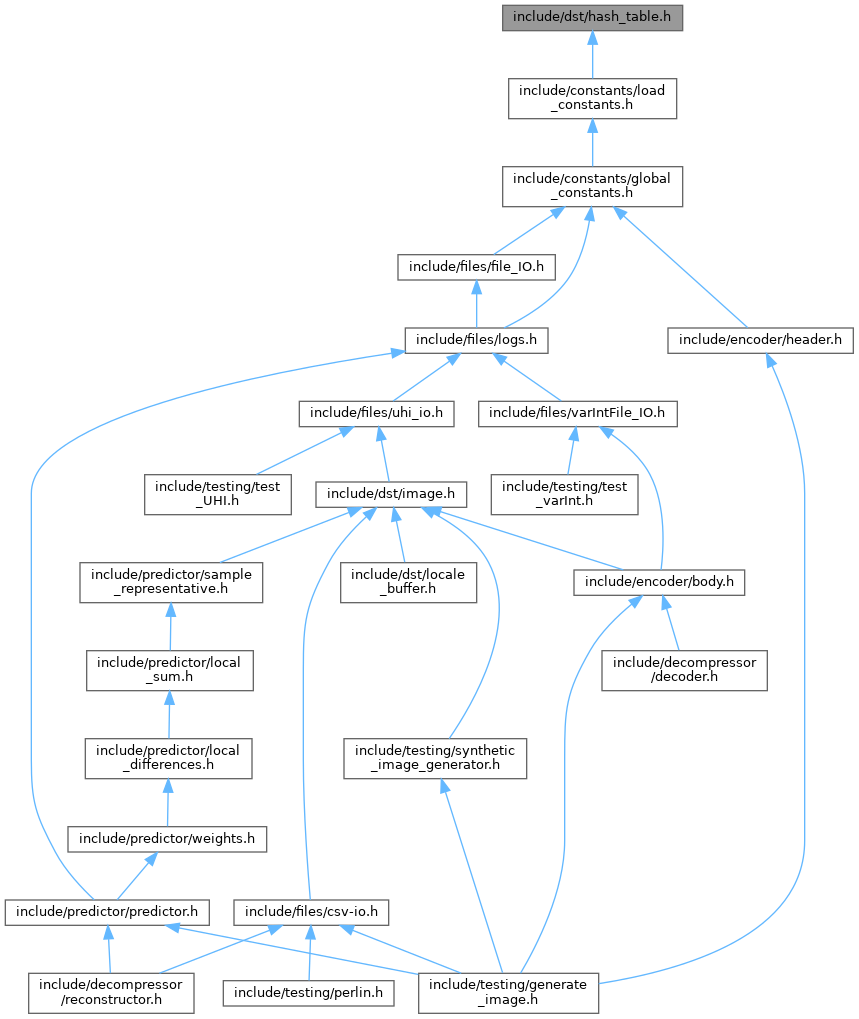 include/dst/hash_table.h
include/constants/load
_constants.h
include/constants/global
_constants.h
include/files/file_IO.h
include/files/logs.h
include/encoder/header.h
include/files/uhi_io.h
include/files/varIntFile_IO.h
include/testing/test
_UHI.h
include/dst/image.h
include/testing/test
_varInt.h
include/predictor/sample
_representative.h
include/dst/locale
_buffer.h
include/encoder/body.h
include/predictor/local
_sum.h
include/decompressor
/decoder.h
include/predictor/local
_differences.h
include/testing/synthetic
_image_generator.h
include/predictor/weights.h
include/predictor/predictor.h
include/files/csv-io.h
include/decompressor
/reconstructor.h
include/testing/perlin.h
include/testing/generate
_image.h